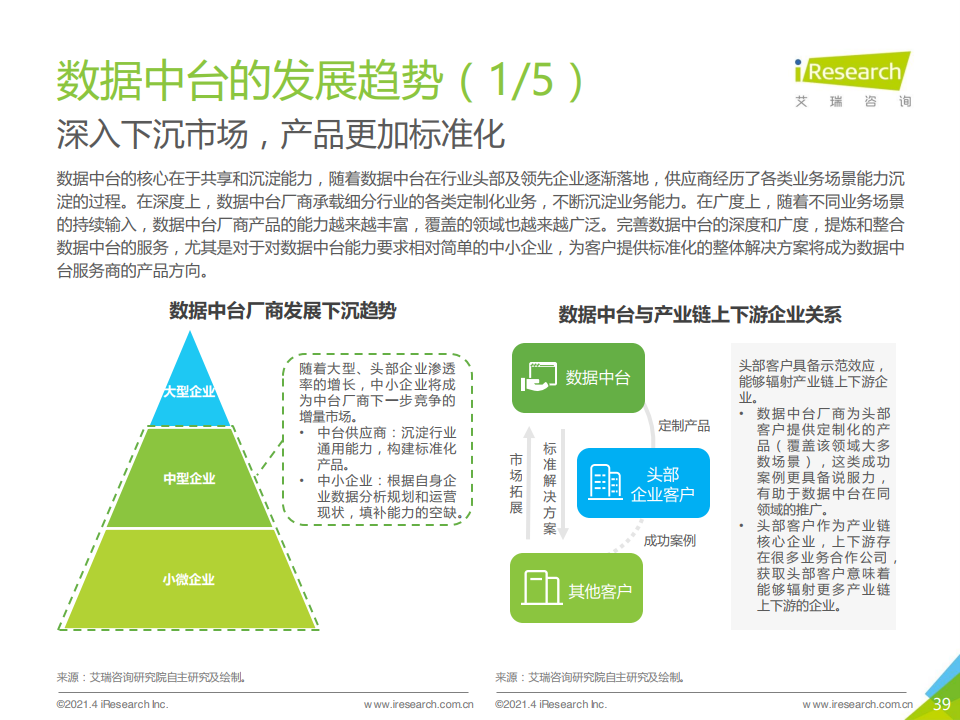 数据中台的发展趋势（1/5）
iResearch
艾瑞咨询
深入下沉市场，产品更加标准化
数据中台的核心在于共享和沉淀能力，随着数据中台在行业头部及领先企业逐渐落地，供应商经历了各类业务场景能力沉
淀的过程。在深度上，数据中台厂商承载细分行业的各类定制化业务，不断沉淀业务能力。在广度上，随着不同业务场景
的持续输入，数据中台厂商产品的能力越来越丰富，覆盖的领域也越来越广泛。完善数据中台的深度和广度，提炼和整合
数据中台的服务，尤其是对于对数据中台能力要求相对简单的中小企业，为客户提供标准化的整体解决方案将成为数据中
台服务商的产品方向。
数据中台厂商发展下沉趋势
大型企业
中型企业
小微企业
随着大型、头部企业渗透
率的增长，中小企业将成
为中台厂商下一步竞争的
增量市场。
• 中台供应商：沉淀行业
通用能力，构建标准化
产品。
• 中小企业：根据自身企
业数据分析规划和运营
现状，填补能力的空缺。
数据中台与产业链上下游企业关系
数据中台
定制产品
头部
企业客户
成功案例
其他客户
市场拓展
标准解决方案
头部客户具备示范效应，
能够辐射产业链上下游企
业。
• 数据中台厂商为头部
客户提供定制化的产
品（覆盖该领域大多
数场景），这类成功
案例更具备说服力，
有助于数据中台在同
领域的推广。
• 头部客户作为产业链
核心企业，上下游存
在很多业务合作公司，
获取头部客户意味着
能够辐射更多产业链
上下游的企业。
来源：艾瑞咨询研究院自主研究及绘制。
来源：艾瑞咨询研究院自主研究及绘制。
©2021.4 iResearch Inc.
www.iresearch.com.cn
©2021.4 iResearch Inc.
www.iresearch.com.cn
39